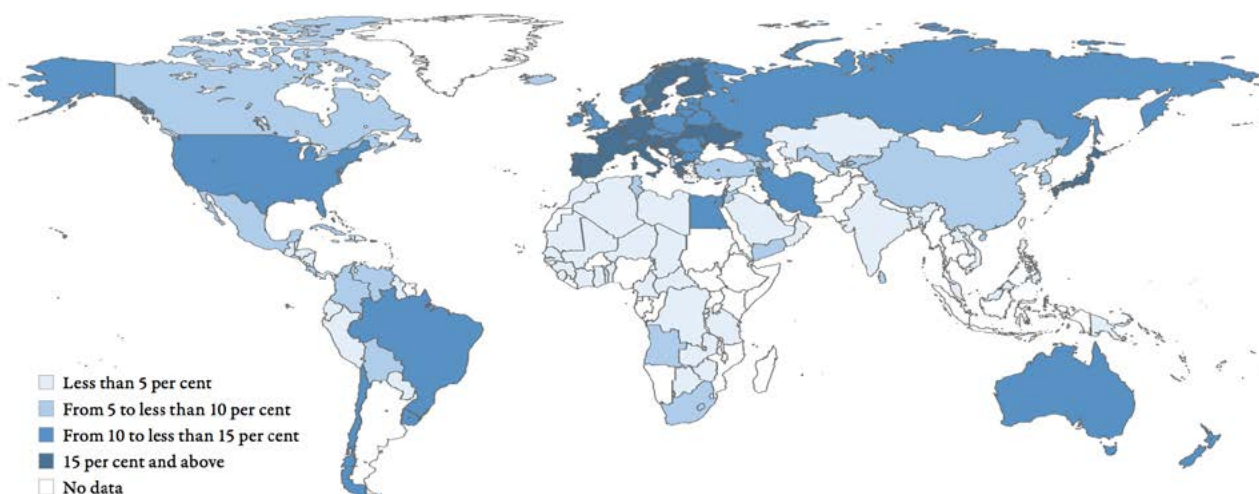 Less than 5 per cent
From 5 to less than 10 per cent
From 10 to less than 15 per cent
15 per cent and above
No data